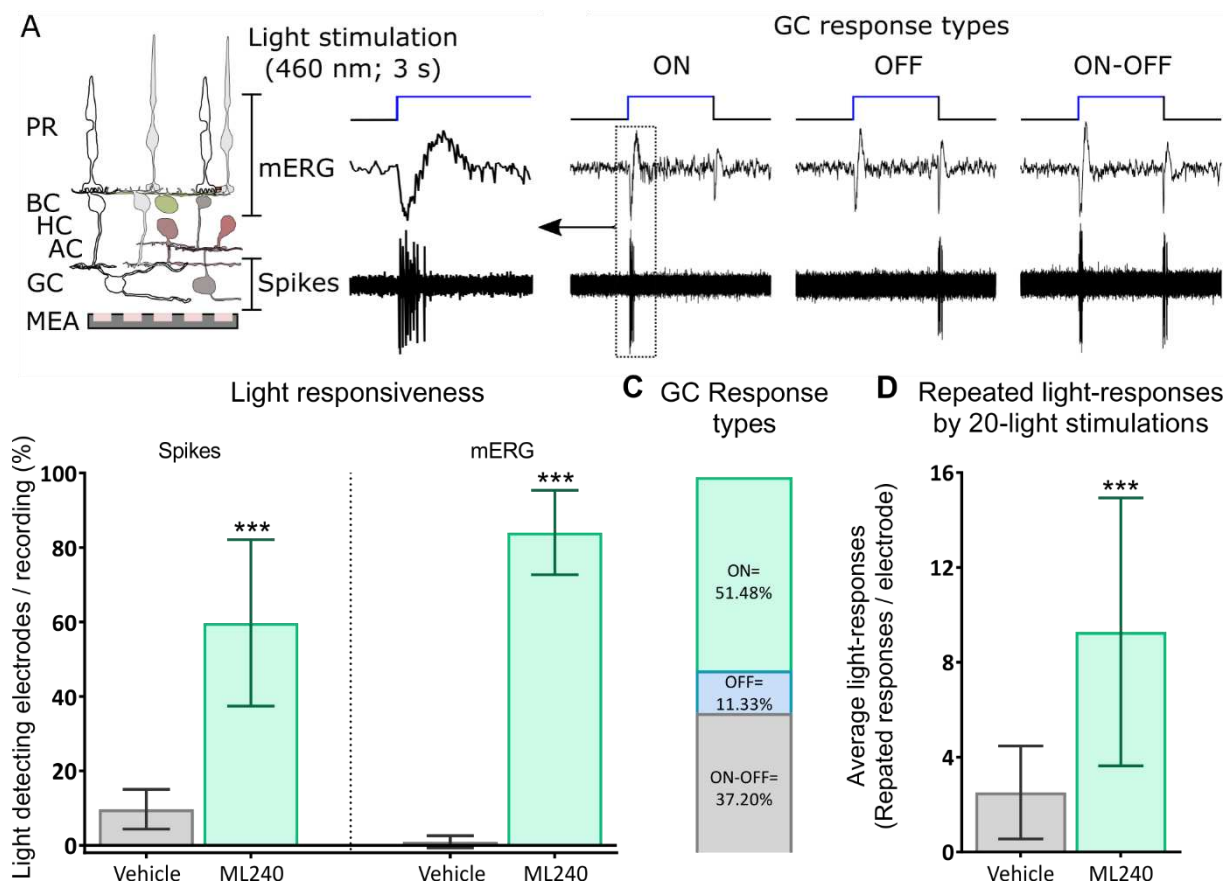 A
Light stimulation
(460 nm; 3 s)
GC response types
ON
OFF
ON-OFF
PR
BC
HC
AC
GC
MEA
mERG
Spikes
Light responsiveness
Spikes
mERG
Light detecting electrodes / recording (%)
100
80
60
40
20
0
***
***
Vehicle
ML240
Vehicle
ML240
C
GC Response
types
ON=
51.48%
OFF=
11.33%
ON-OFF=
37.20%
D
Repeated light-responses
by 20-light stimulations
Average light-responses
(Repated responses / electrode)
16
12
8
4
0
***
Vehicle
ML240